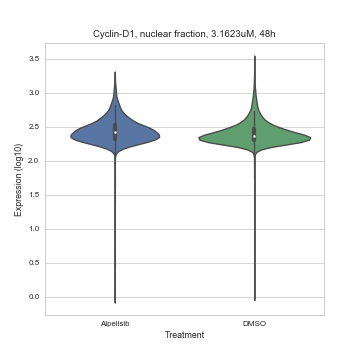 Cyclin-D1, nuclear fraction, 3.1623uM, 48h
3.5
3.0
2.5
2.0
1.5
1.0
0.5
0.0
Expression (log10)
Alpelisib
DMSO
Treatment